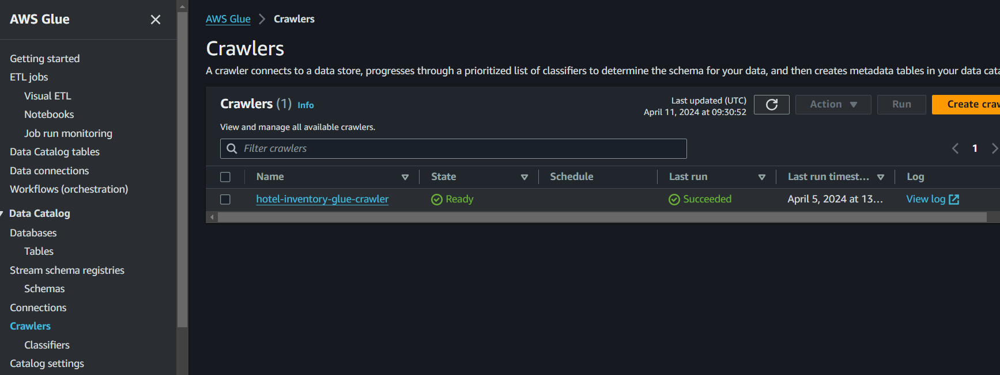 AWS Glue
Getting started
ETL jobs
Visual ETL
Notebooks
Job run monitoring
Data Catalog tables
Data connections
Workflows (orchestration)
Data Catalog
Databases
Tables
Stream schema registries
Schemas
Connections
Crawlers
Classifiers
Catalog settings
AWS Glue > Crawlers
Crawlers
A crawler connects to a data store, progresses through a prioritized list of classifiers to determine the schema for your data, and then creates metadata tables in your data cata
Crawlers (1) Info
View and manage all available crawlers.
Last updated (UTC)
April 11, 2024 at 09:30:52
Action
Run
Create craw
Filter crawlers
1
Name State Schedule Last run Last run timest... Log
hotel-inventory-glue-crawler Ready Succeeded April 5, 2024 at 13... View log